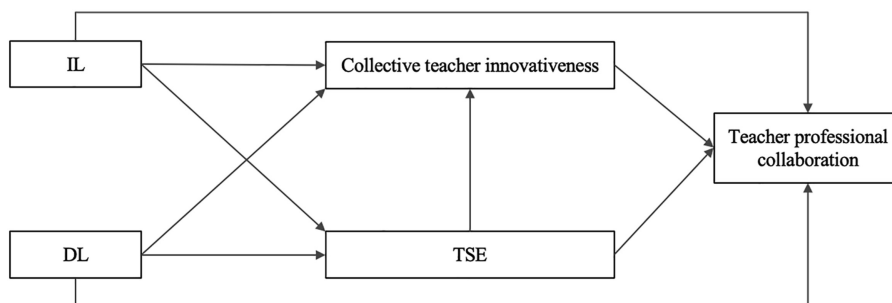 IL
Collective teacher innovativeness
Teacher professional
collaboration
DL
TSE